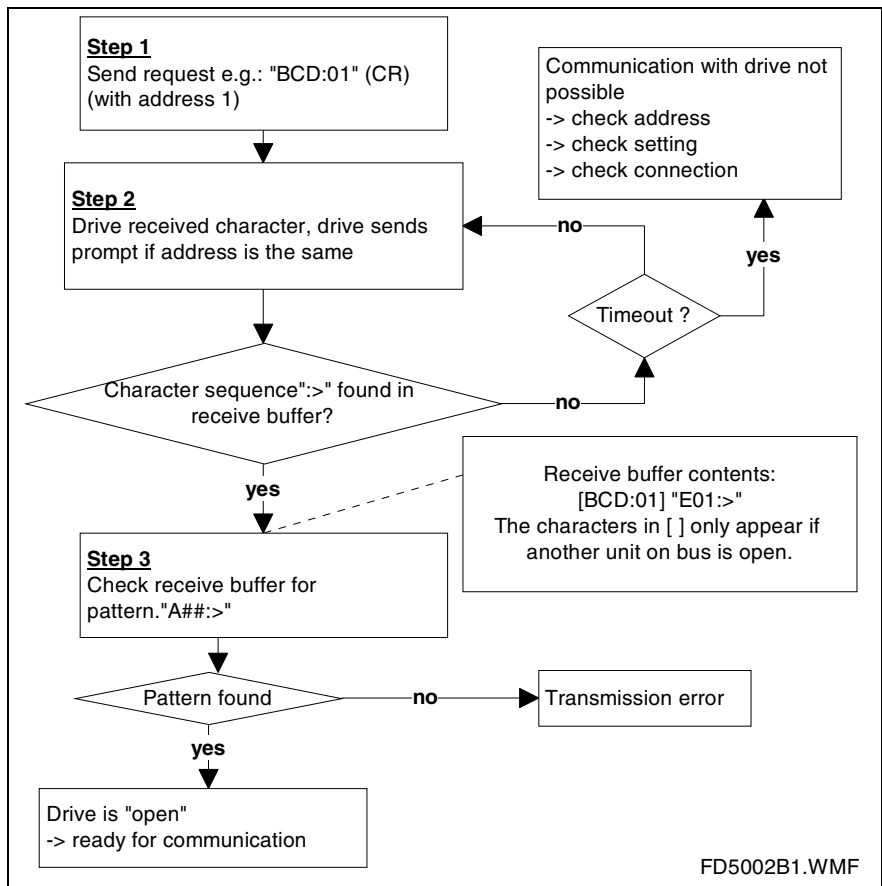 Step 1
Send request e.g.: "BCD:01" (CR)
(with address 1)
Communication with drive not
possible
-> check address
-> check setting
-> check connection
Step 2
Drive received character, drive sends
prompt if address is the same
no
yes
Timeout ?
Character sequence":>" found in
receive buffer?
no
yes
Receive buffer contents:
[BCD:01] "E01:>"
The characters in [ ] only appear if
another unit on bus is open.
Step 3
Check receive buffer for
pattern."A##:>"
Pattern found
no
Transmission error
yes
Drive is "open"
-> ready for communication
FD5002B1.WMF